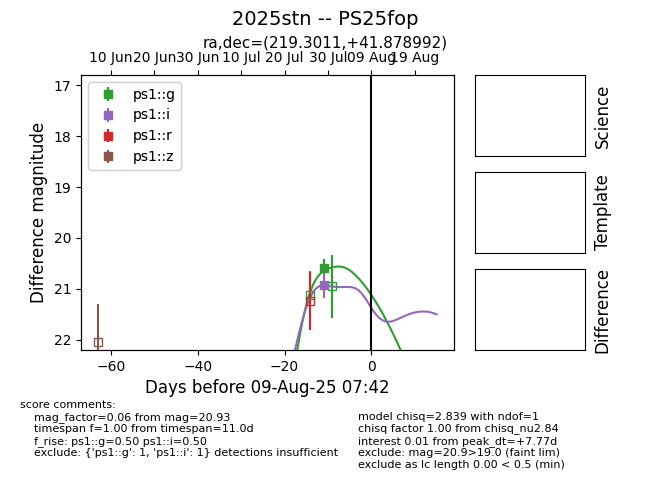 2025stn -- PS25fop
ra,dec=(219.3011,+41.878992)
10 Jun 20 Jun 30 Jun 10 Jul 20 Jul 30 Jul 09 Aug 19 Aug
ps1::g
ps1::i
ps1::r
ps1::z
17
18
19
20
21
22
Difference magnitude
−60 −40 −20 0
Days before 09-Aug-25 07:42
Science
Template
Difference
score comments:
mag_factor=0.06 from mag=20.93
timespan f=1.00 from timespan=11.0d
f_rise: ps1::g=0.50 ps1::i=0.50
exclude: {'ps1::g': 1, 'ps1::i': 1} detections insufficient
model chisq=2.839 with ndof=1
chisq factor 1.00 from chisq_nu2.84
interest 0.01 from peak_dt=+7.77d
exclude: mag=20.9>19.0 (faint lim)
exclude as lc length 0.00 < 0.5 (min)